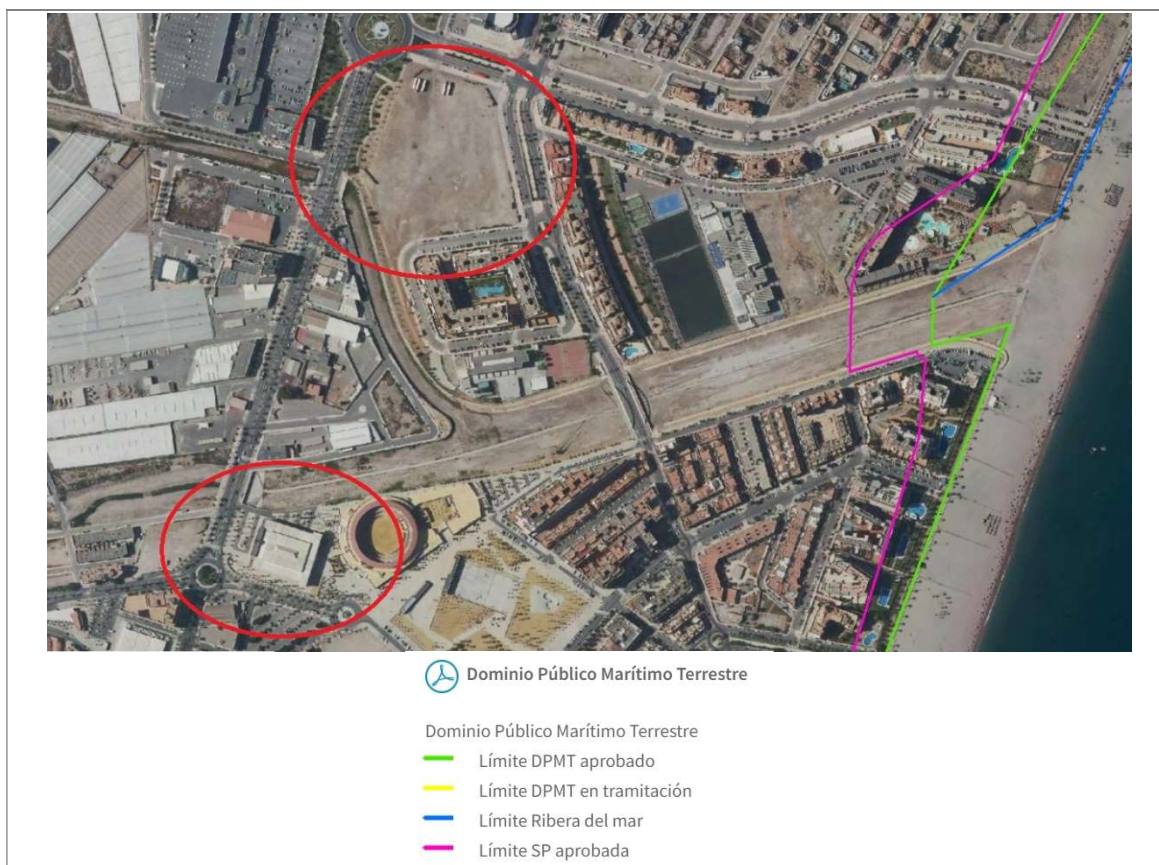 Dominio Público Marítimo Terrestre
Dominio Público Marítimo Terrestre
Límite DPMT aprobado
Límite DPMT en tramitación
Límite Ribera del mar
Límite SP aprobada